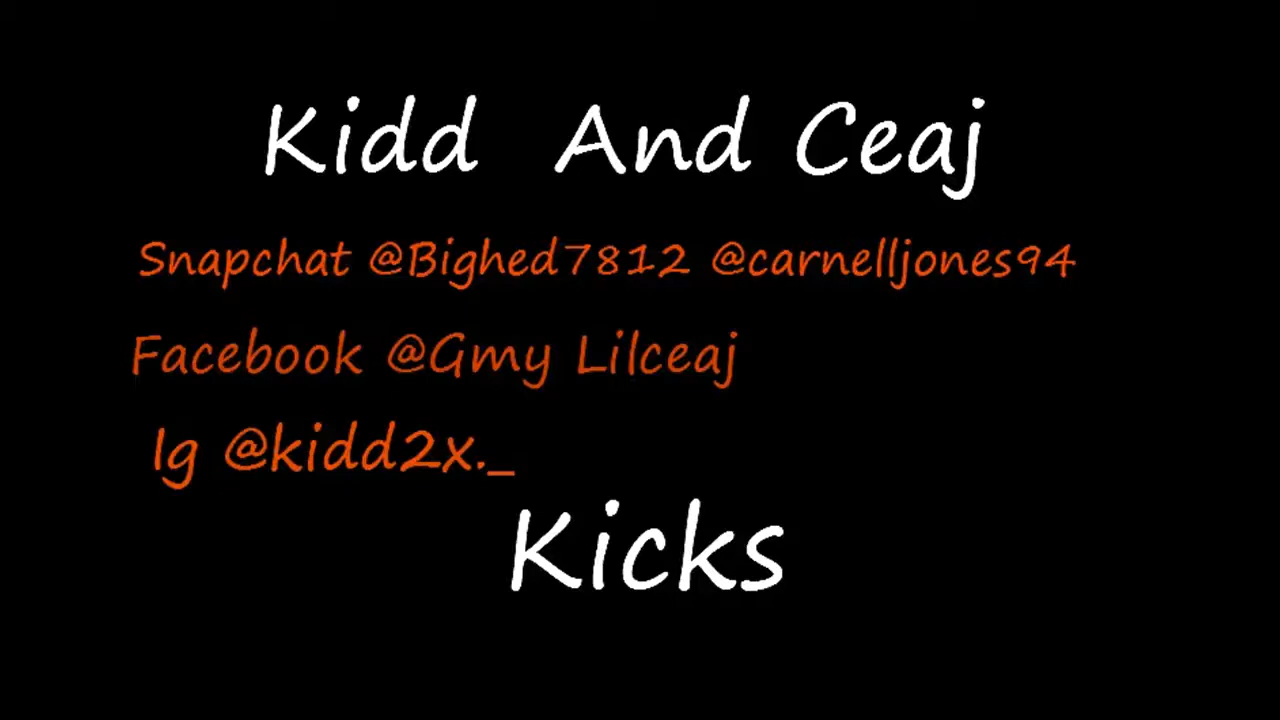 Kidd And Ceaj
Snapchat @Bighed7812 @carnelljones94
Facebook @Gmy Lilceaj
Ig @kidd2x._
Kicks